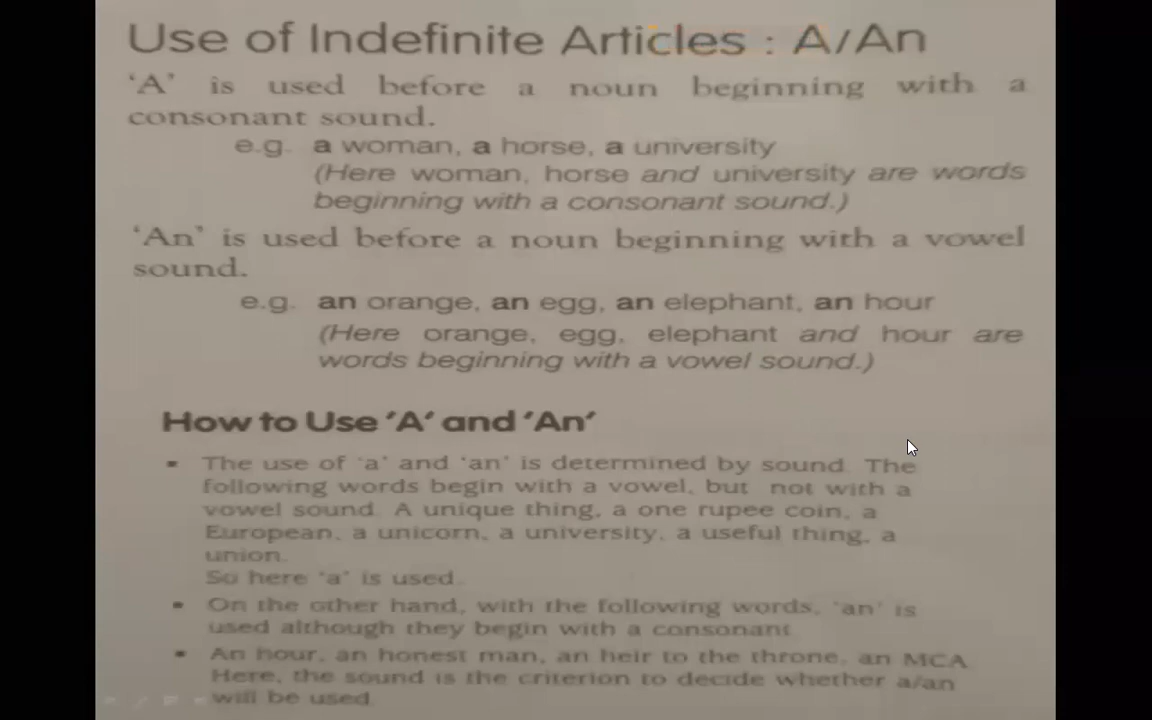 Use of Indefinite Articles : A/An
'A' is used before a noun beginning with a
consonant sound.
e.g. a woman, a horse, a university
(Here woman, horse and university are words
beginning with a consonant sound.)
'An' is used before a noun beginning with a vowel
sound.
e.g. an orange, an egg, an elephant, an hour
(Here orange, egg, elephant and hour are
words beginning with a vowel sound.)
How to Use 'A' and 'An'
• The use of 'a' and 'an' is determined by sound. The
following words begin with a vowel, but not with a
vowel sound. A unique thing, a one rupee coin, a
European, a unicorn, a university, a useful thing, a
union.
So here 'a' is used.
• On the other hand, with the following words, 'an' is
used although they begin with a consonant.
• An hour, an honest man, an heir to the throne, an MCA
Here, the sound is the criterion to decide whether a/an
will be used.